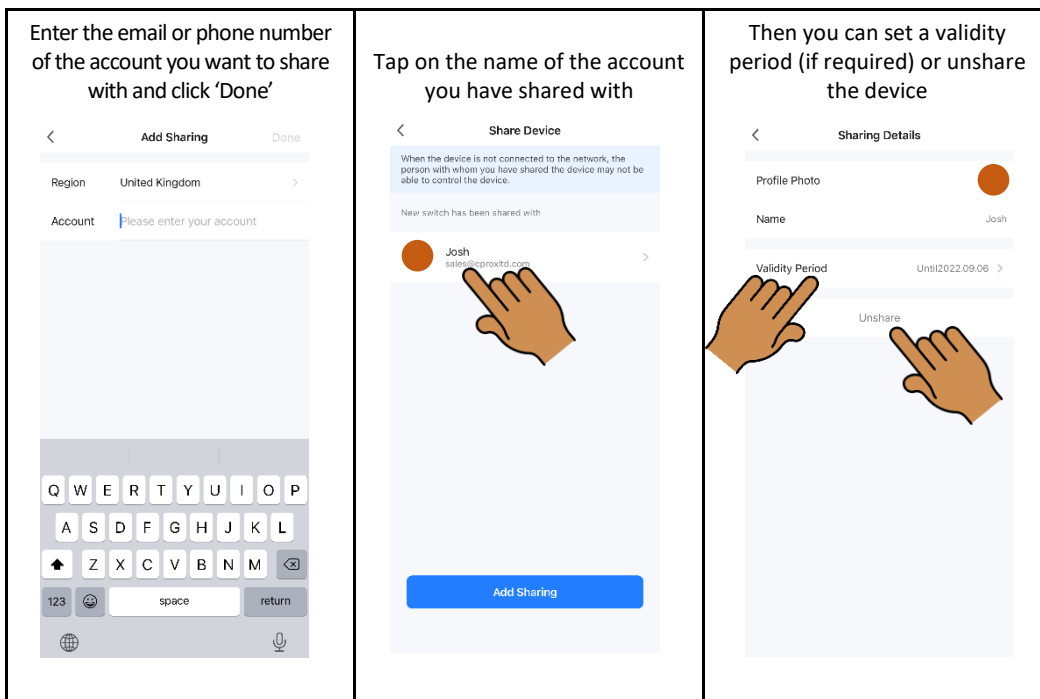 Enter the email or phone number
of the account you want to share
with and click ‘Done’
Add Sharing
Done
Region
United Kingdom
Account
Please enter your account
Q W E R T Y U I O P
A S D F G H J K L
Z X C V B N M
123
space
return
Tap on the name of the account
you have shared with
Share Device
When the device is not connected to the network, the
person with whom you have shared the device may not be
able to control the device.
New switch has been shared with
Josh
sales@cproxltd.com
Add Sharing
Then you can set a validity
period (if required) or unshare
the device
Sharing Details
Profile Photo
Name
Josh
Validity Period
Until2022.09.06
Unshare